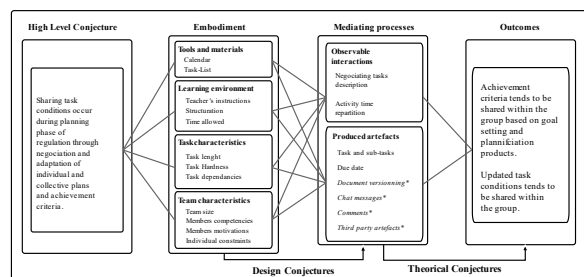 High Level Conjecture
Embodiment
Mediating processes
Outcomes
Sharing task
conditions occur
during planning
phase of
regulation through
negociation and
adaptation of
individual and
collective plans
and achievement
criteria.
Tools and materials
Calendar
Task-List
Learning environment
Teacher's instructions
Structuration
Time allowed
Taskcharacteristics
Task lenght
Task Hardness
Task dependancies
Team characteristics
Team size
Members competencies
Members motivations
Individual constraints
Observable
interactions
Negociating tasks
description
Activity time
repartition
Produced artefacts
Task and sub-tasks
Due date
Document versionning*
Chat messages*
Comments*
Third party artefacts*
Achievement
criteria tends to be
shared within the
group based on goal
setting and
products.
Updated task
conditions tends to
be shared within
the group.
Design Conjectures
Theorical Conjectures